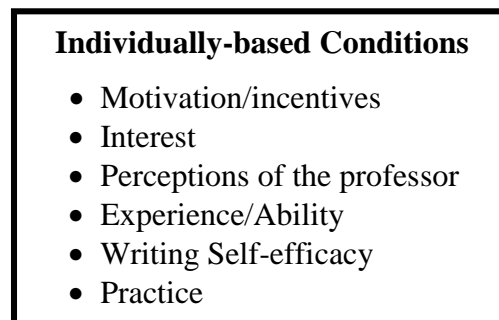 Individually-based Conditions
• Motivation/incentives
• Interest
• Perceptions of the professor
• Experience/Ability
• Writing Self-efficacy
• Practice